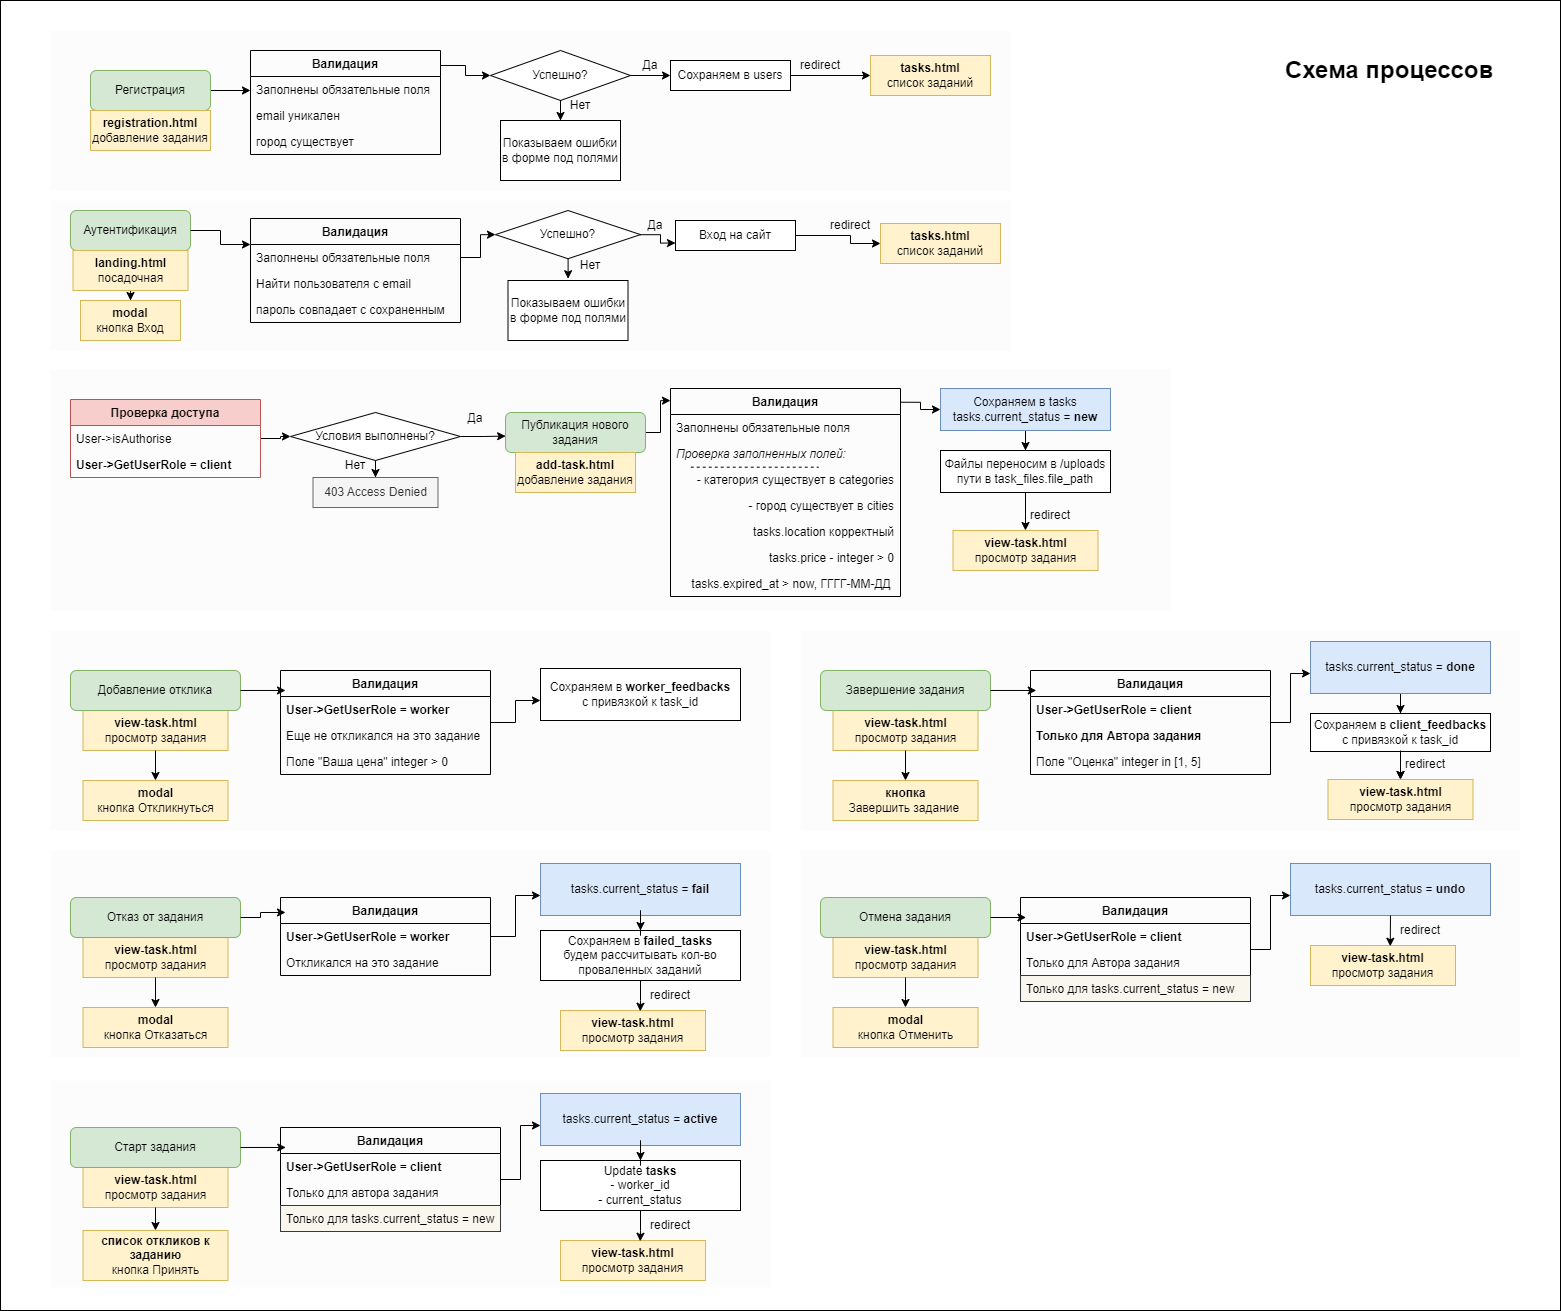 Схема процессов
Регистрация
registration.html
добавление задания
Валидация
Заполнены обязательные поля
email уникален
город существует
Успешно?
Да
Нет
Показываем ошибки
в форме под полями
Сохраняем в users
redirect
tasks.html
список заданий
Аутентификация
landing.html
посадочная
modal
кнопка Вход
Валидация
Заполнены обязательные поля
Найти пользователя с email
пароль совпадает с сохраненным
Успешно?
Да
Нет
Показываем ошибки
в форме под полями
Вход на сайт
redirect
tasks.html
список заданий
Проверка доступа
User->isAuthorise
User->GetUserRole = client
Условия выполнены?
Да
Нет
403 Access Denied
Публикация нового
задания
add-task.html
добавление задания
Валидация
Заполнены обязательные поля
Проверка заполненных полей:
- - - - - - - - - - - - - - - - - - - - -
- категория существует в categories
- город существует в cities
tasks.location корректный
tasks.price - integer > 0
tasks.expired_at > now, ГГГГ-ММ-ДД
Сохраняем в tasks
tasks.current_status = new
Файлы переносим в /uploads
пути в task_files.file_path
redirect
view-task.html
просмотр задания
Добавление отклика
view-task.html
просмотр задания
modal
кнопка Откликнуться
Валидация
User->GetUserRole = worker
Еще не откликался на это задание
Поле "Ваша цена" integer > 0
Сохраняем в worker_feedbacks
с привязкой к task_id
Завершение задания
view-task.html
просмотр задания
кнопка
Завершить задание
Валидация
User->GetUserRole = client
Только для Автора задания
Поле "Оценка" integer in [1, 5]
tasks.current_status = done
Сохраняем в client_feedbacks
с привязкой к task_id
redirect
view-task.html
просмотр задания
Отказ от задания
view-task.html
просмотр задания
modal
кнопка Отказаться
Валидация
User->GetUserRole = worker
Откликался на это задание
tasks.current_status = fail
Сохраняем в failed_tasks
будем рассчитывать кол-во
проваленных заданий
redirect
view-task.html
просмотр задания
Отмена задания
view-task.html
просмотр задания
modal
кнопка Отменить
Валидация
User->GetUserRole = client
Только для Автора задания
Только для tasks.current_status = new
tasks.current_status = undo
redirect
view-task.html
просмотр задания
Старт задания
view-task.html
просмотр задания
список откликов к
заданию
кнопка Принять
Валидация
User->GetUserRole = client
Только для автора задания
Только для tasks.current_status = new
tasks.current_status = active
Update tasks
- worker_id
- current_status
redirect
view-task.html
просмотр задания